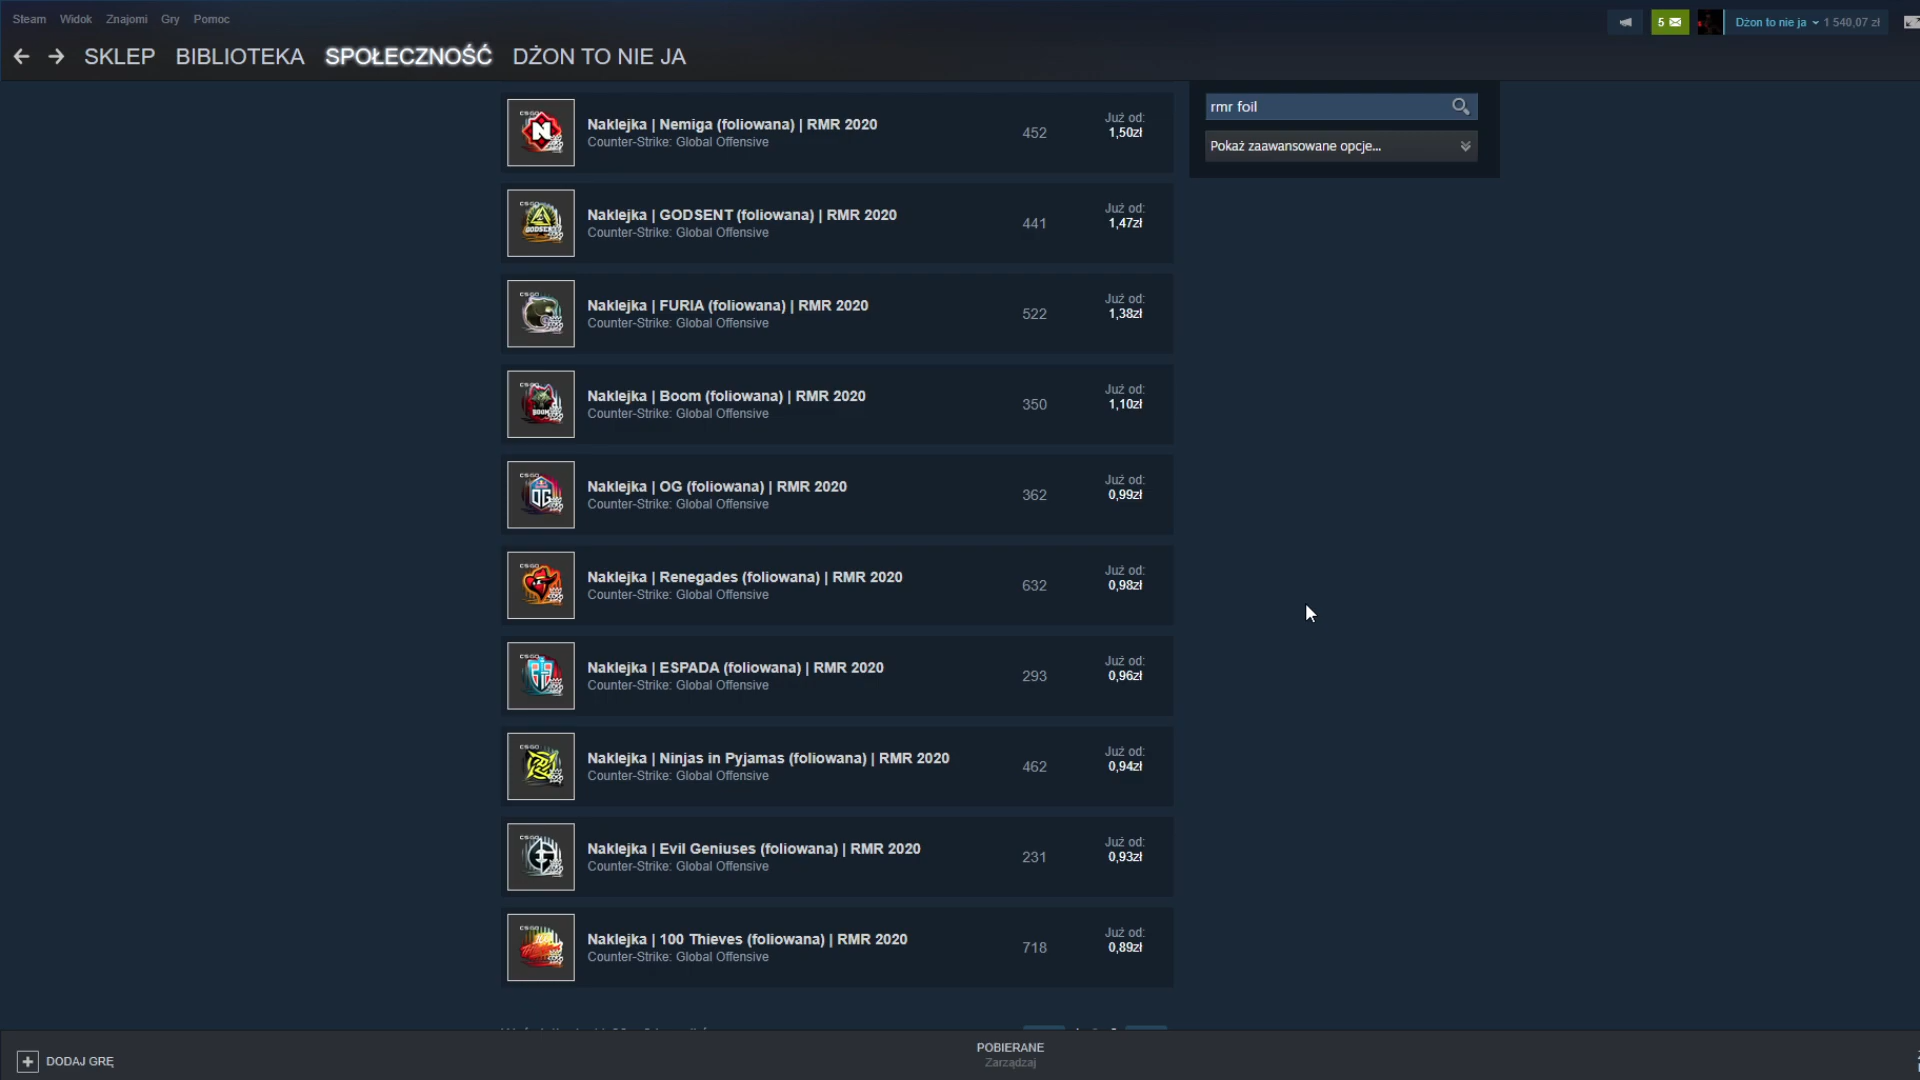 Steam Widok Znajomi Gry Pomoc
5 Dżon to nie ja 1 540,07 zł
SKLEP BIBLIOTEKA SPOŁECZNOŚĆ DŻON TO NIE JA
rmr foil
Pokaż zaawansowane opcje...
Naklejka | Nemiga (foliowana) | RMR 2020
Counter-Strike: Global Offensive
452
Już od:
1,50zł
Naklejka | GODSENT (foliowana) | RMR 2020
Counter-Strike: Global Offensive
441
Już od:
1,47zł
Naklejka | FURIA (foliowana) | RMR 2020
Counter-Strike: Global Offensive
522
Już od:
1,38zł
Naklejka | Boom (foliowana) | RMR 2020
Counter-Strike: Global Offensive
350
Już od:
1,10zł
Naklejka | OG (foliowana) | RMR 2020
Counter-Strike: Global Offensive
362
Już od:
0,99zł
Naklejka | Renegades (foliowana) | RMR 2020
Counter-Strike: Global Offensive
632
Już od:
0,98zł
Naklejka | ESPADA (foliowana) | RMR 2020
Counter-Strike: Global Offensive
293
Już od:
0,96zł
Naklejka | Ninjas in Pyjamas (foliowana) | RMR 2020
Counter-Strike: Global Offensive
462
Już od:
0,94zł
Naklejka | Evil Geniuses (foliowana) | RMR 2020
Counter-Strike: Global Offensive
231
Już od:
0,93zł
Naklejka | 100 Thieves (foliowana) | RMR 2020
Counter-Strike: Global Offensive
718
Już od:
0,89zł
DODAJ GRĘ
POBIERANE
Zarządzaj